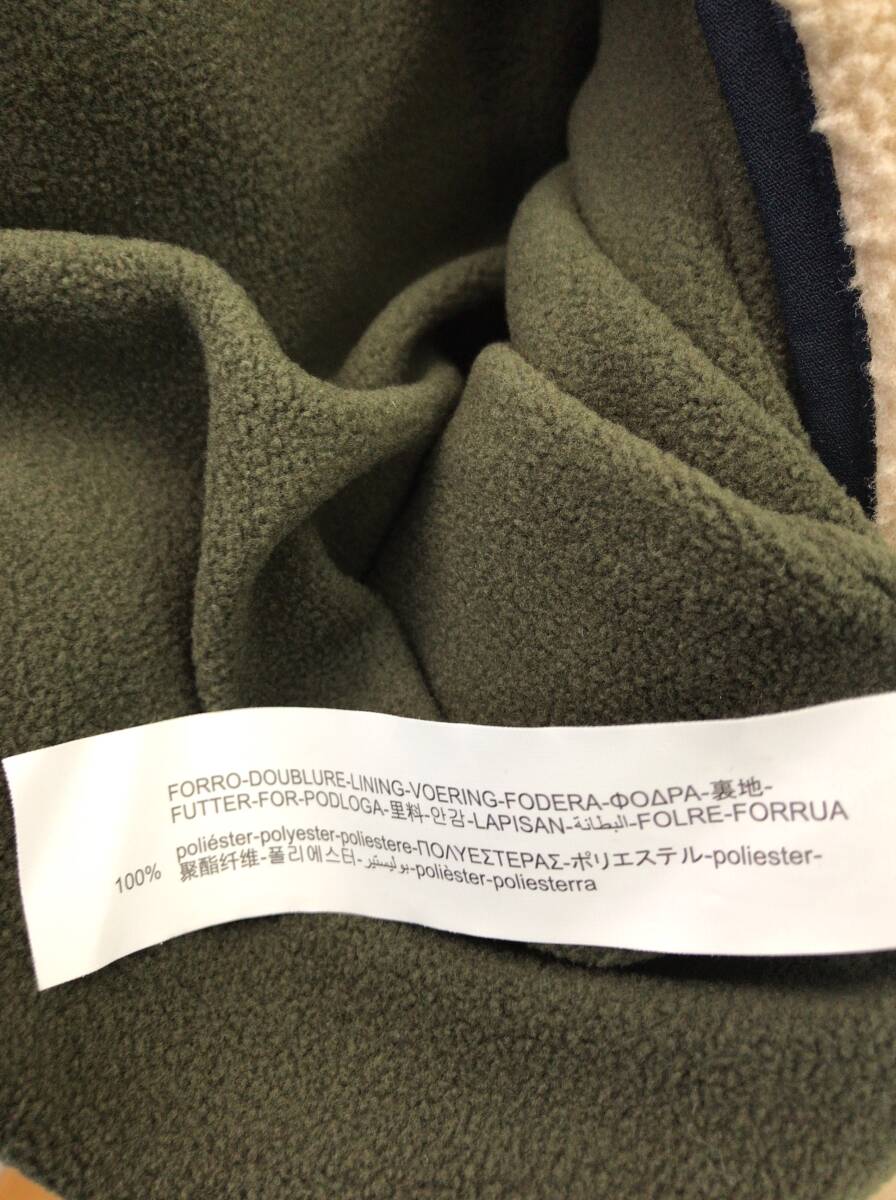 FORRO-DOUBLURE-LINING-VOERING-FODERA-ΦΟΔΡΑ-裏地-
FUTTER-FOR-PODLOGA-里料-안감-LAPISAN-البطانة-FOLRE-FORRUA
100% poliéster-polyester-poliestere-ΠΟΛΥΕΣΤΕΡΑΣ-ポリエステル-poliester-
聚酯纤维-폴리에스터-بوليستير-polièster-poliesterra